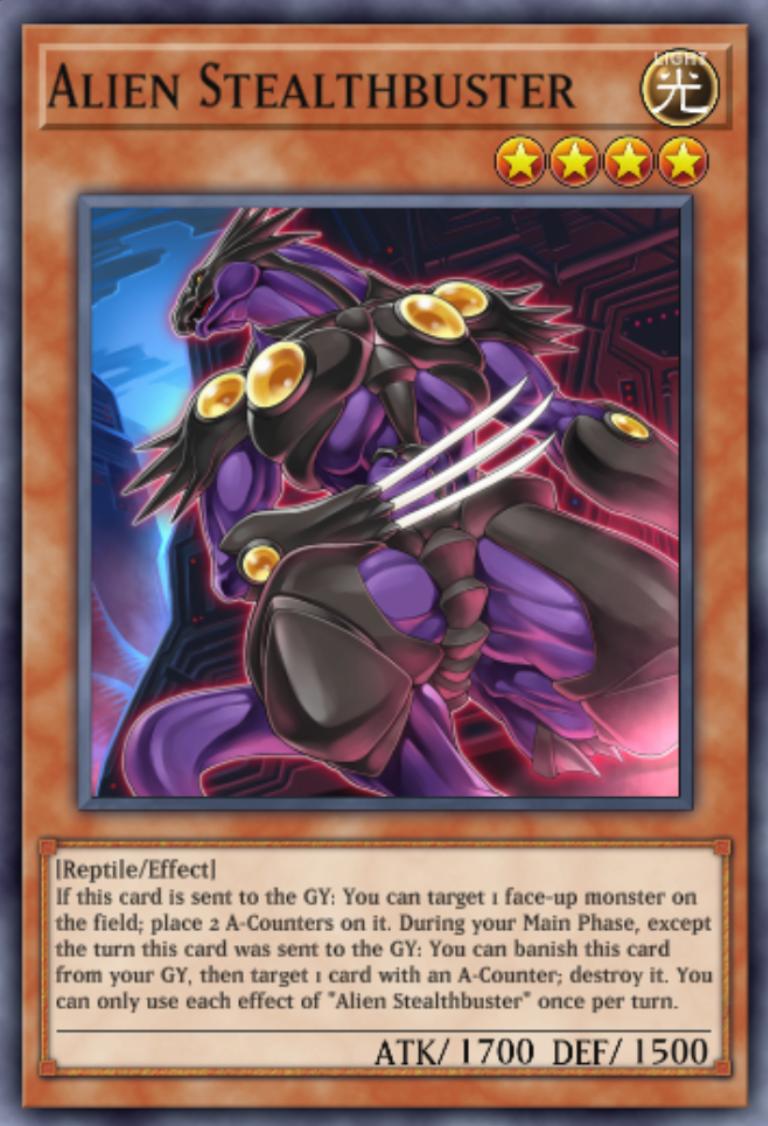 ALIEN STEALTHBUSTER
LIGHT
光
[Reptile/Effect]
If this card is sent to the GY: You can target 1 face-up monster on
the field; place 2 A-Counters on it. During your Main Phase, except
the turn this card was sent to the GY: You can banish this card
from your GY, then target 1 card with an A-Counter; destroy it. You
can only use each effect of "Alien Stealthbuster" once per turn.
ATK/ 1700 DEF/ 1500